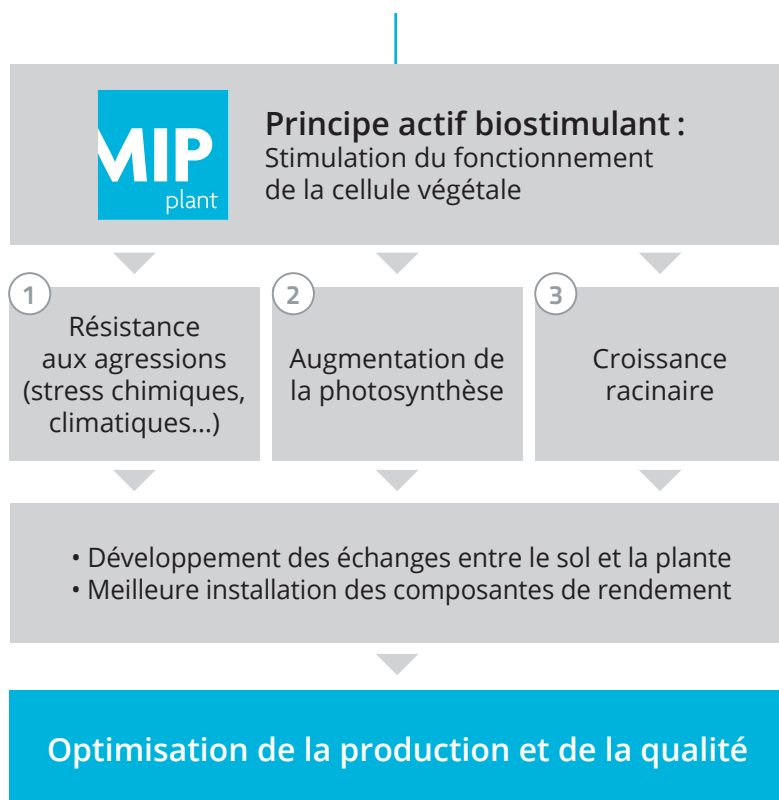 MIP
plant
Principe actif biostimulant :
Stimulation du fonctionnement
de la cellule végétale
1
Résistance
aux agressions
(stress chimiques,
climatiques...)
2
Augmentation de
la photosynthèse
3
Croissance
racinaire
• Développement des échanges entre le sol et la plante
• Meilleure installation des composantes de rendement
Optimisation de la production et de la qualité